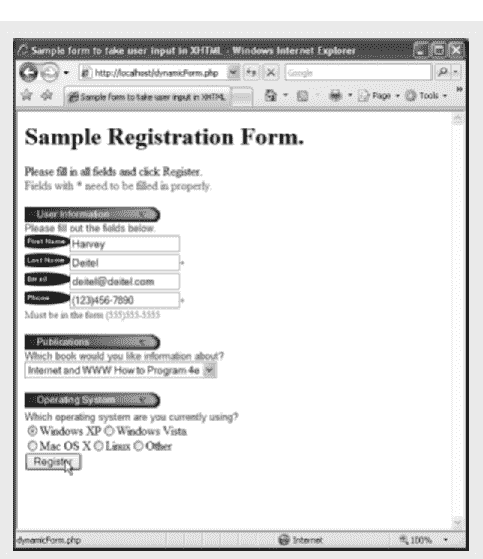 Sample form to take user input in XHTML - Windows Internet Explorer
http://localhost/dynamicForm.php
Google
Sample form to take user input in XHTML
Page
Tools
Sample Registration Form.
Please fill in all fields and click Register.
Fields with * need to be filled in properly.
User Information
Please fill out the fields below.
First Name Harvey
Last Name Deitel *
Email deitel@deitel.com
Phone (123)456-7890 *
Must be in the form (555)555-5555
Publications
Which book would you like information about?
Internet and WWW How to Program 4e
Operating System
Which operating system are you currently using?
Windows XP Windows Vista
Mac OS X Linux Other
Register
dynamicForm.php Internet 100%